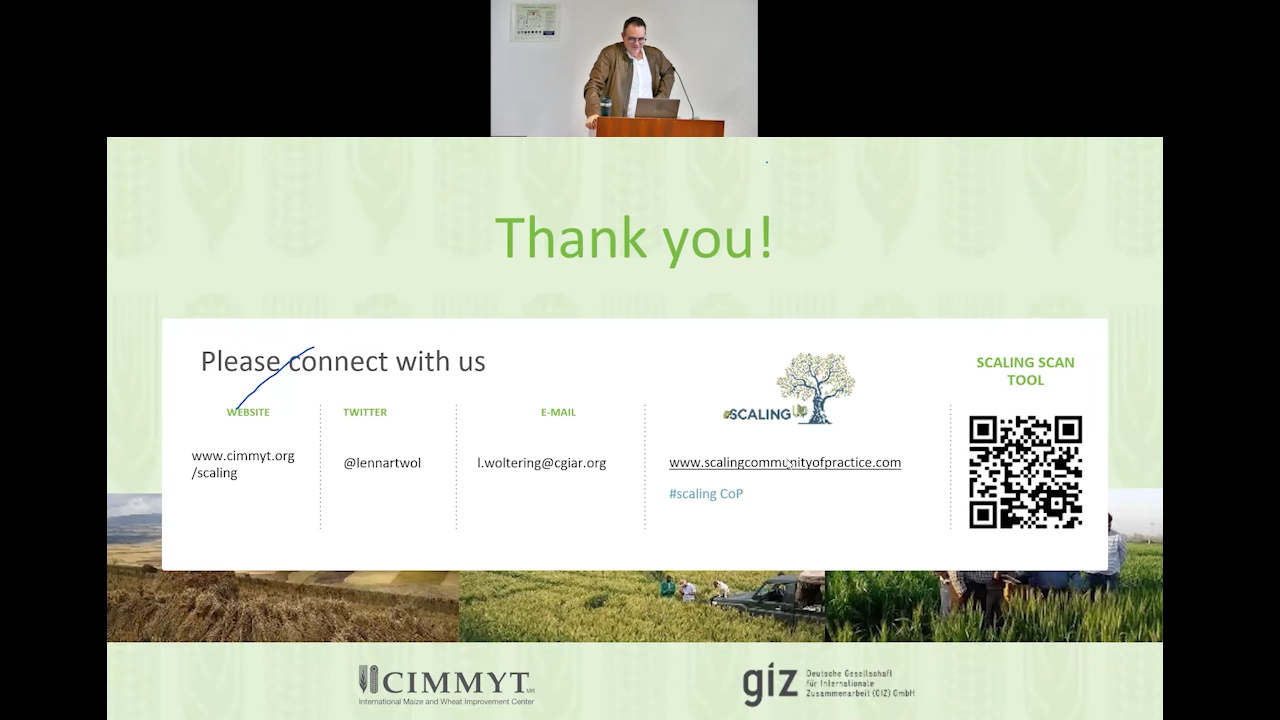 Thank you!
Please connect with us
WEBSITE
www.cimmyt.org
/scaling
TWITTER
@lennartwol
E-MAIL
l.woltering@cgiar.org
#SCALING Up
www.scalingcommunityofpractice.com
#scaling CoP
SCALING SCAN
TOOL
CIMMYT MR
International Maize and Wheat Improvement Center
giz
Deutsche Gesellschaft
für Internationale
Zusammenarbeit (GIZ) GmbH